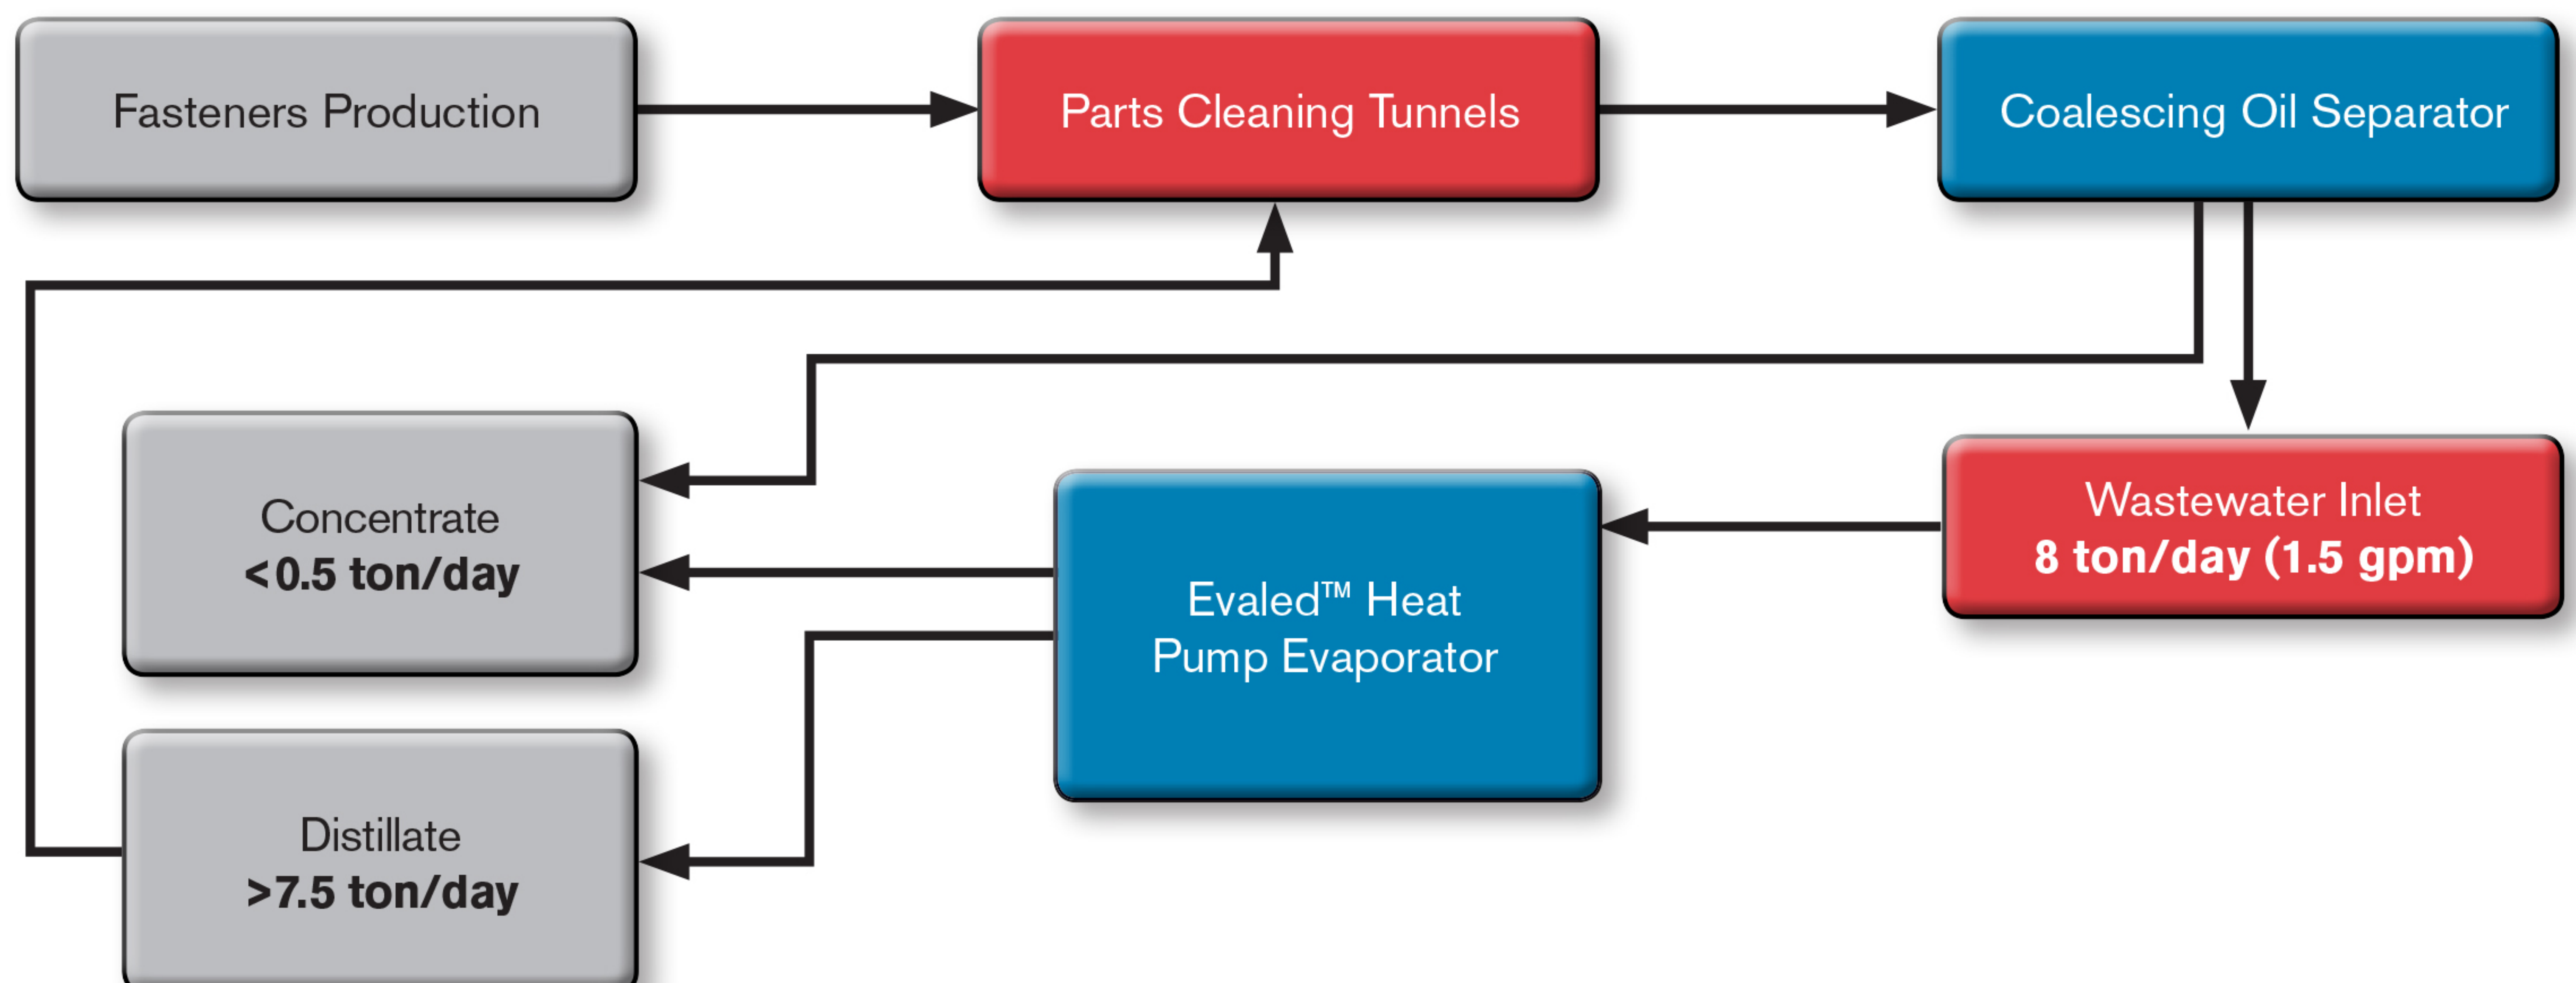 Fasteners Production
Parts Cleaning Tunnels
Coalescing Oil Separator
Concentrate
<0.5 ton/day
Evaled™ Heat
Pump Evaporator
Wastewater Inlet
8 ton/day (1.5 gpm)
Distillate
>7.5 ton/day